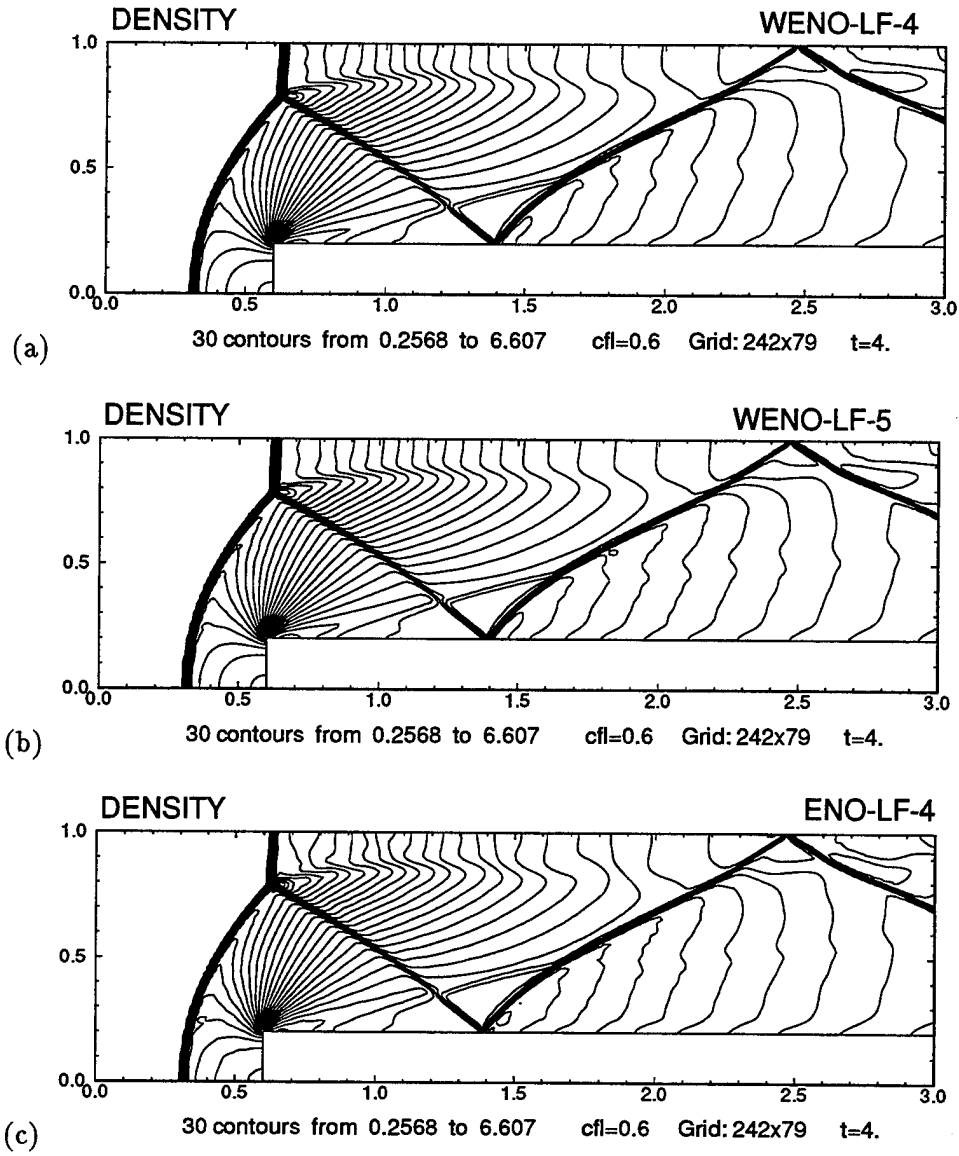 DENSITY WENO-LF-4
1.0
0.5
0.0
0.0 0.5 1.0 1.5 2.0 2.5 3.0
(a) 30 contours from 0.2568 to 6.607 cfl=0.6 Grid: 242x79 t=4.
DENSITY WENO-LF-5
1.0
0.5
0.0
0.0 0.5 1.0 1.5 2.0 2.5 3.0
(b) 30 contours from 0.2568 to 6.607 cfl=0.6 Grid: 242x79 t=4.
DENSITY ENO-LF-4
1.0
0.5
0.0
0.0 0.5 1.0 1.5 2.0 2.5 3.0
(c) 30 contours from 0.2568 to 6.607 cfl=0.6 Grid: 242x79 t=4.